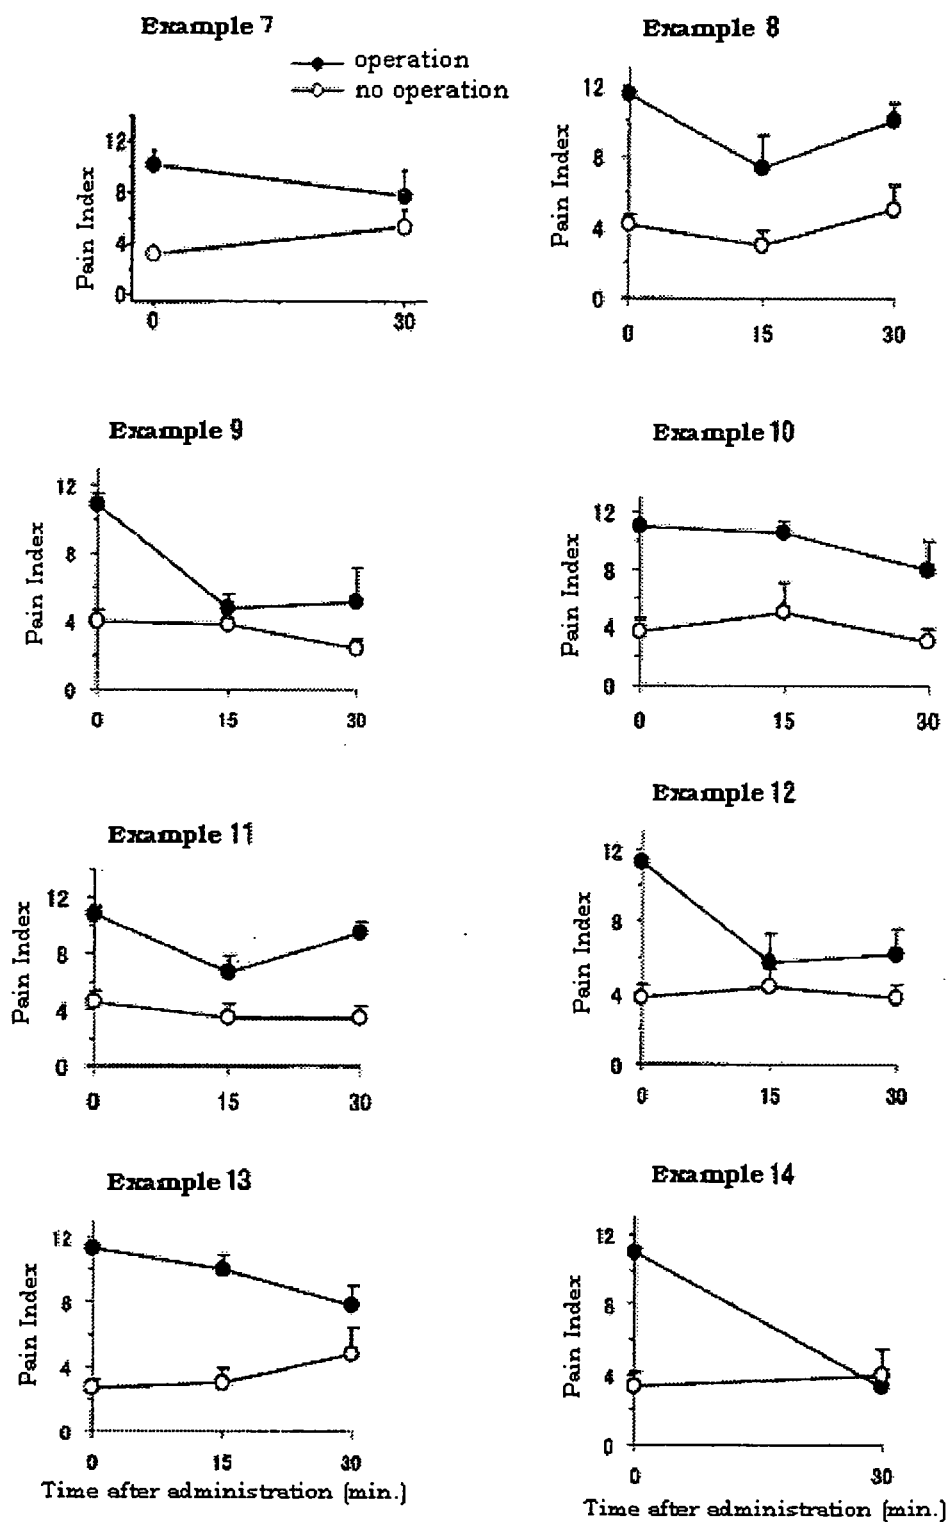 Example 7
operation
no operation
Pain Index
12
8
4
0
0 30
Example 8
Pain Index
12
8
4
0
0 15 30
Example 9
Pain Index
12
8
4
0
0 15 30
Example 10
Pain Index
12
8
4
0
0 15 30
Example 11
Pain Index
12
8
4
0
0 15 30
Example 12
Pain Index
12
8
4
0
0 15 30
Example 13
Pain Index
12
8
4
0
0 15 30
Time after administration (min.)
Example 14
Pain Index
12
8
4
0
0 30
Time after administration (min.)